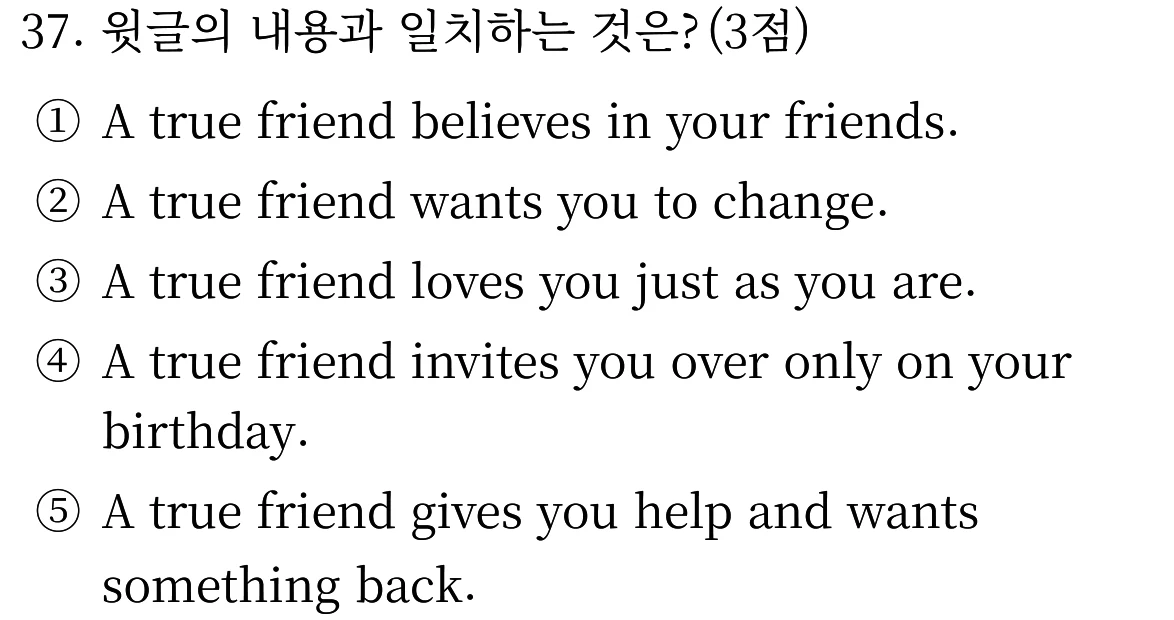 37. 윗글의 내용과 일치하는 것은? (3점)
① A true friend believes in your friends.
② A true friend wants you to change.
③ A true friend loves you just as you are.
④ A true friend invites you over only on your
birthday.
⑤ A true friend gives you help and wants
something back.